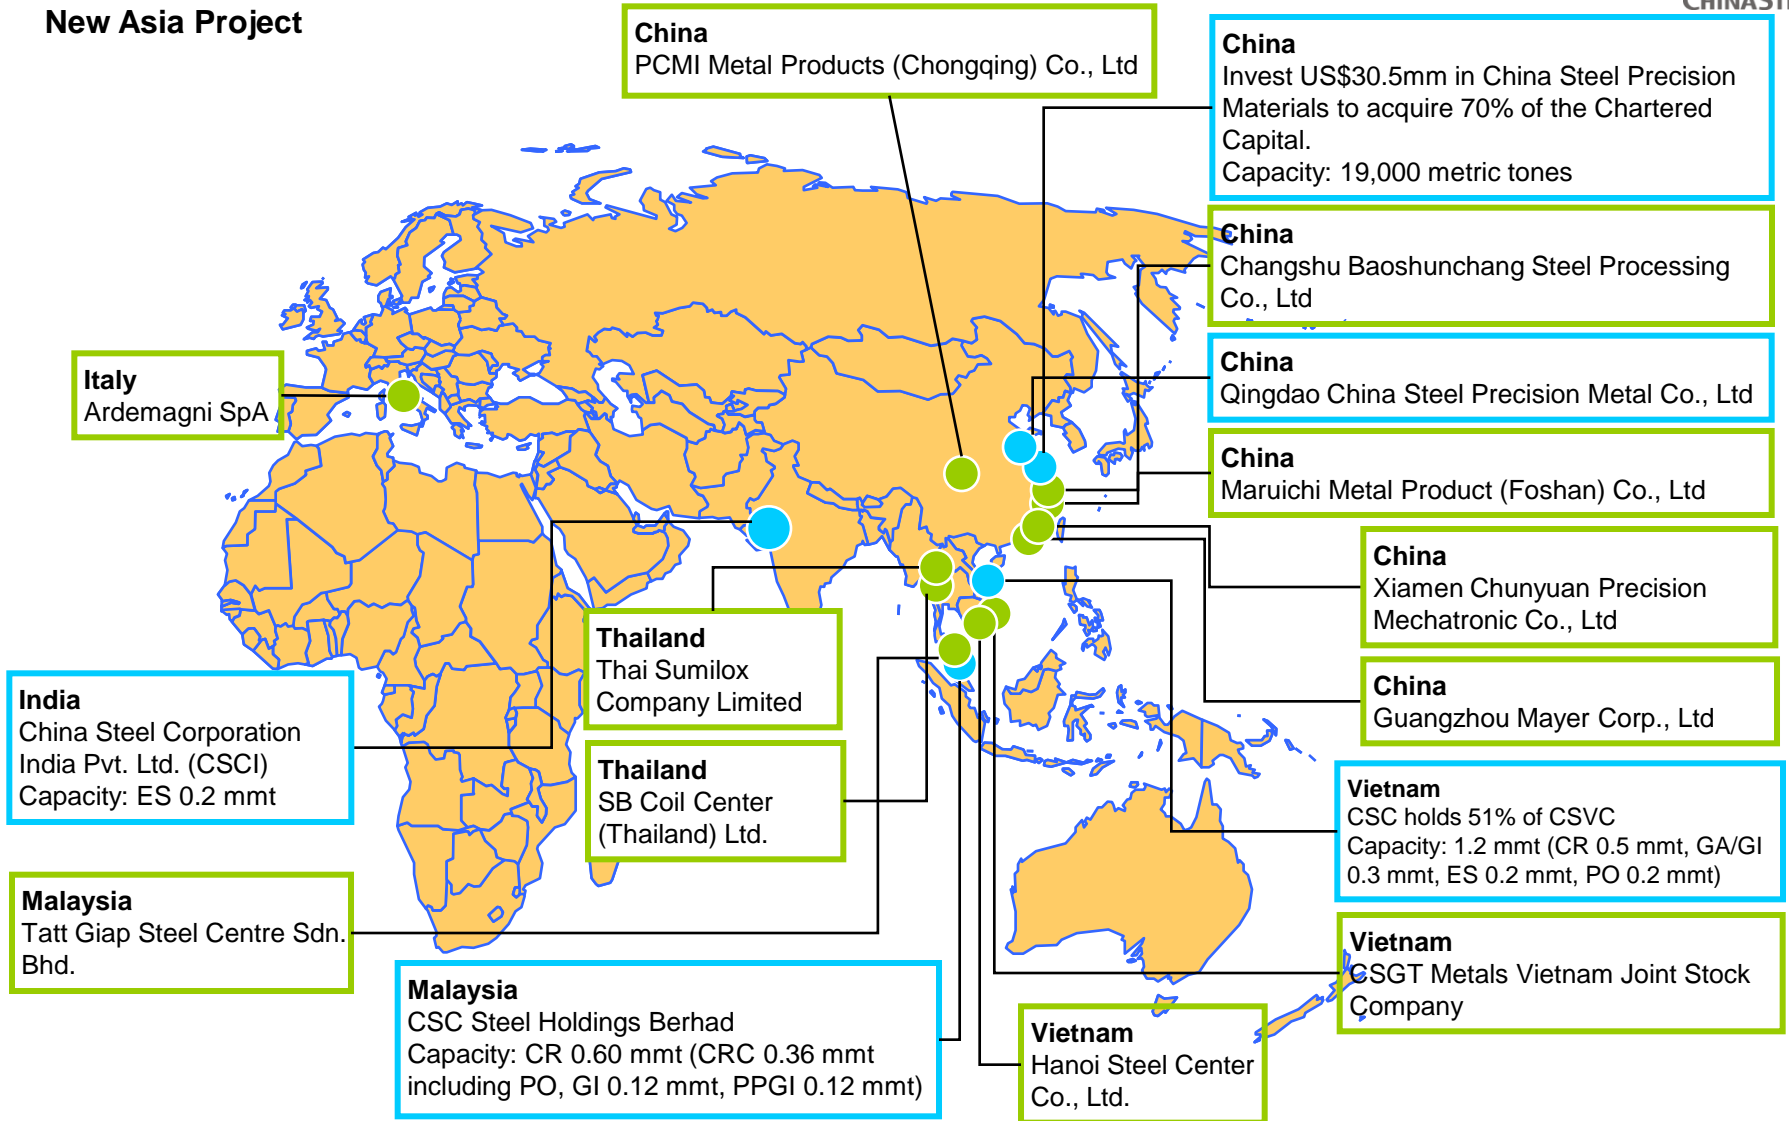 New Asia Project
China
PCMI Metal Products (Chongqing) Co., Ltd
China
Invest US$30.5mm in China Steel Precision
Materials to acquire 70% of the Chartered
Capital.
Capacity: 19,000 metric tones
China
Changshu Baoshunchang Steel Processing
Co., Ltd
China
Qingdao China Steel Precision Metal Co., Ltd
Italy
Ardemagni SpA
China
Maruichi Metal Product (Foshan) Co., Ltd
China
Xiamen Chunyuan Precision
Mechatronic Co., Ltd
Thailand
Thai Sumilox
Company Limited
China
Guangzhou Mayer Corp., Ltd
India
China Steel Corporation
India Pvt. Ltd. (CSCI)
Capacity: ES 0.2 mmt
Thailand
SB Coil Center
(Thailand) Ltd.
Vietnam
CSC holds 51% of CSVC
Capacity: 1.2 mmt (CR 0.5 mmt, GA/GI
0.3 mmt, ES 0.2 mmt, PO 0.2 mmt)
Malaysia
Tatt Giap Steel Centre Sdn.
Bhd.
Vietnam
CSGT Metals Vietnam Joint Stock
Company
Malaysia
CSC Steel Holdings Berhad
Capacity: CR 0.60 mmt (CRC 0.36 mmt
including PO, GI 0.12 mmt, PPGI 0.12 mmt)
Vietnam
Hanoi Steel Center
Co., Ltd.